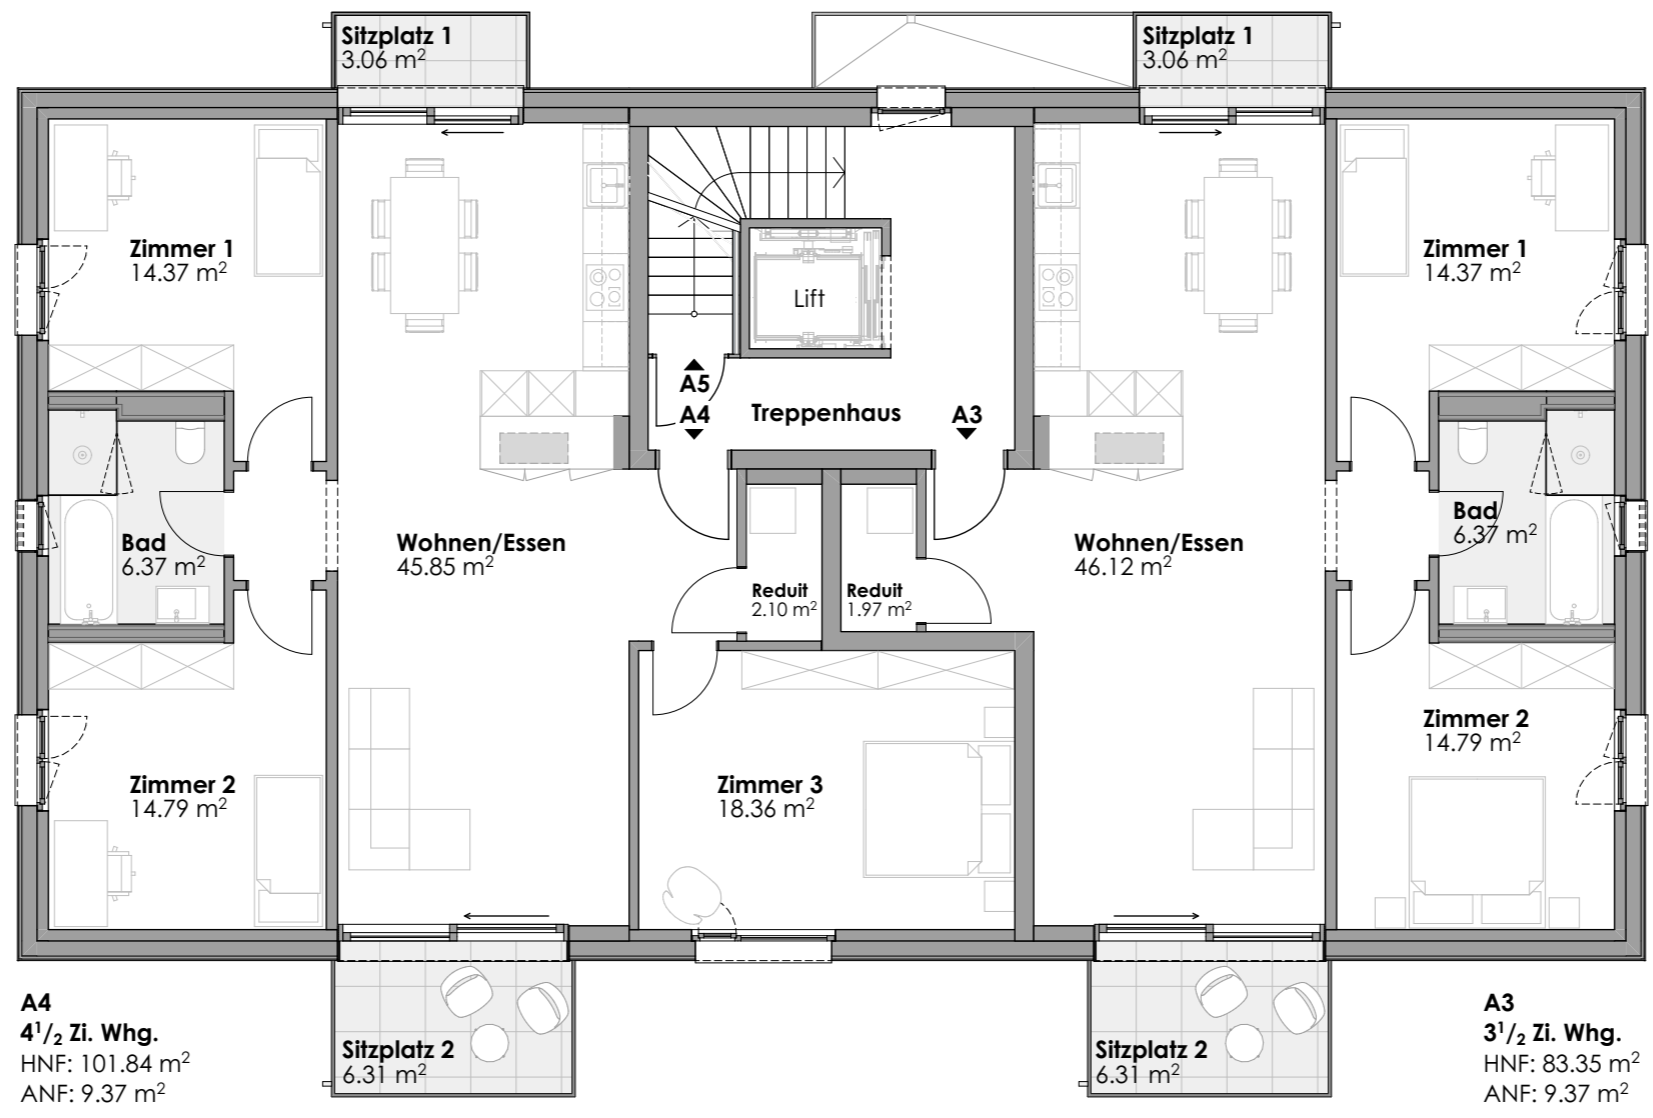 Sitzplatz 1
3.06 m²
Sitzplatz 1
3.06 m²
Zimmer 1
14.37 m²
Lift
Zimmer 1
14.37 m²
A5
A4
Treppenhaus
A3
Bad
6.37 m²
Wohnen/Essen
45.85 m²
Reduit
2.10 m²
Reduit
1.97 m²
Wohnen/Essen
46.12 m²
Bad
6.37 m²
Zimmer 2
14.79 m²
Zimmer 3
18.36 m²
Zimmer 2
14.79 m²
Sitzplatz 2
6.31 m²
Sitzplatz 2
6.31 m²
A4
4¹/₂ Zi. Whg.
HNF: 101.84 m²
ANF: 9.37 m²
A3
3¹/₂ Zi. Whg.
HNF: 83.35 m²
ANF: 9.37 m²